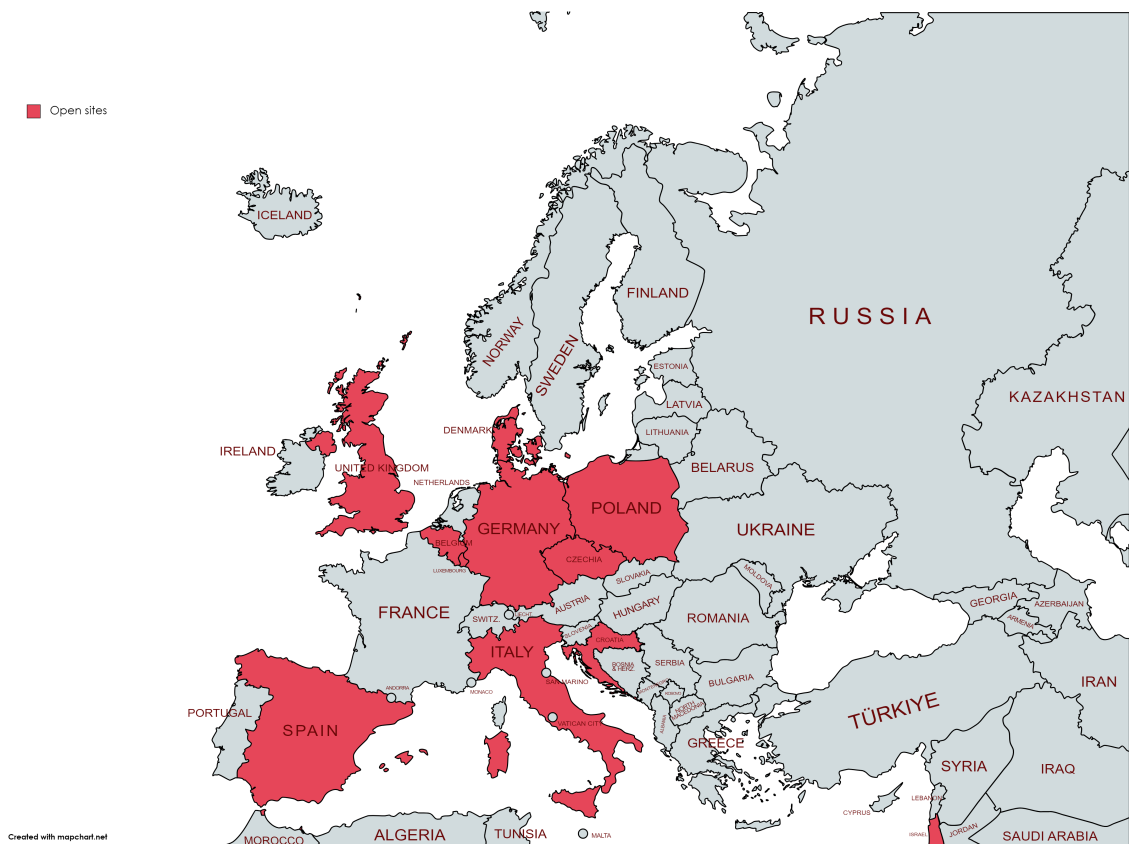 Open sites
ICELAND
RUSSIA
FINLAND
NORWAY
SWEDEN
ESTONIA
LATVIA
LITHUANIA
KAZAKHSTAN
DENMARK
IRELAND
UNITED KINGDOM
NETHERLANDS
BELARUS
POLAND
GERMANY
UKRAINE
BELGIUM
CZECHIA
LUXEMBOURG
SLOVAKIA
MOLDOVA
AUSTRIA
HUNGARY
FRANCE
SWITZ.
LIECHT.
ROMANIA
GEORGIA
AZERBAIJAN
ARMENIA
SLOVENIA
CROATIA
ITALY
BOSNIA
& HERZ.
SERBIA
SAN MARINO
MONACO
ANDORRA
MONTENEGRO
KOSOVO
BULGARIA
NORTH
MACEDONIA
ALBANIA
VATICAN CITY
PORTUGAL
SPAIN
GREECE
TÜRKIYE
IRAN
SYRIA
IRAQ
LEBANON
CYPRUS
ISRAEL
JORDAN
SAUDI ARABIA
MOROCCO
ALGERIA
TUNISIA
MALTA
Created with mapchart.net